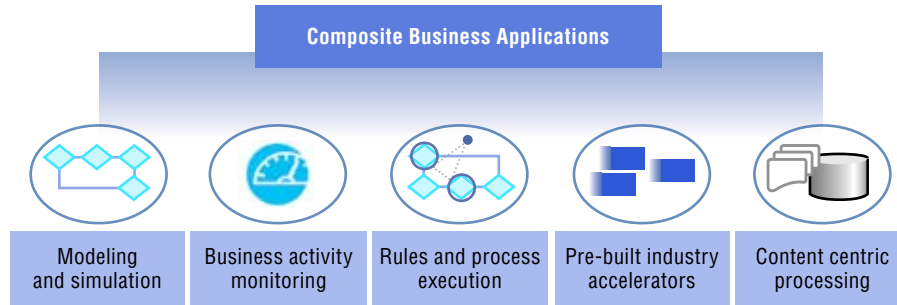 Composite Business Applications
Modeling
and simulation
Business activity
monitoring
Rules and process
execution
Pre-built industry
accelerators
Content centric
processing